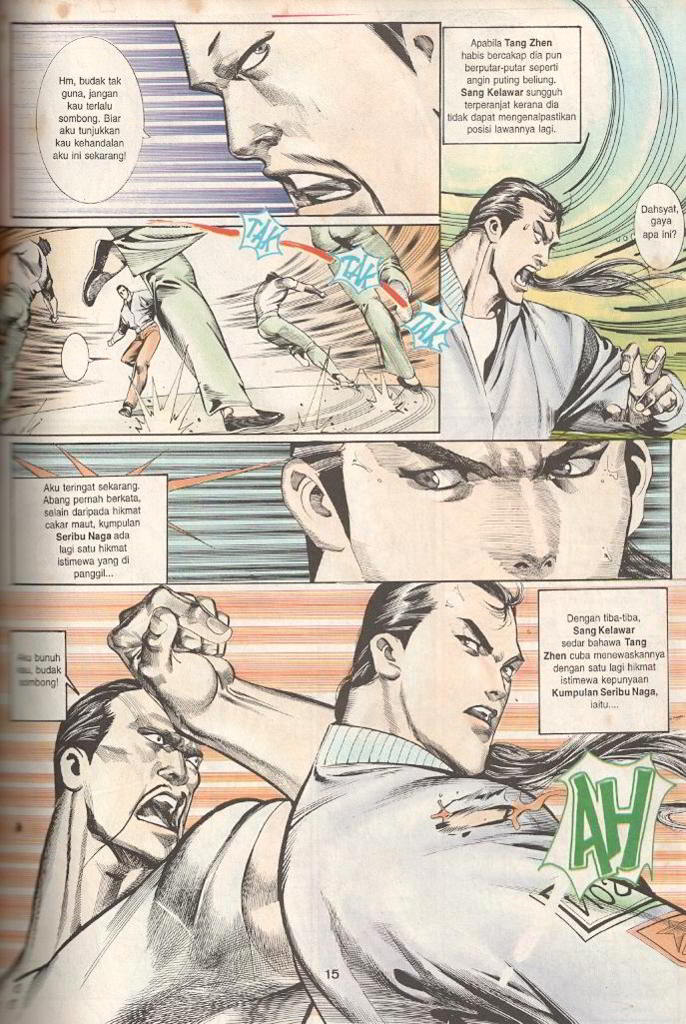 Hm, budak tak
guna, jangan
kau terlalu
sombong. Biar
aku tunjukkan
kau kehandalan
aku ini sekarang!
Apabila Tang Zhen
habis bercakap dia pun
berputar-putar seperti
angin puting beliung.
Sang Kelawar sungguh
terperanjat kerana dia
tidak dapat mengenalpastikan
posisi lawannya lagi.
Dahsyat,
gaya
apa ini?
TAK
TAK
TAK
Aku teringat sekarang.
Abang pernah berkata,
selain daripada hikmat
cakar maut, kumpulan
Seribu Naga ada
lagi satu hikmat
istimewa yang di
panggil...
Aku bunuh
kau, budak
sombong!
Dengan tiba-tiba,
Sang Kelawar
sedar bahawa Tang
Zhen cuba menewaskannya
dengan satu lagi hikmat
istimewa kepunyaan
Kumpulan Seribu Naga,
iaitu....
AH
15